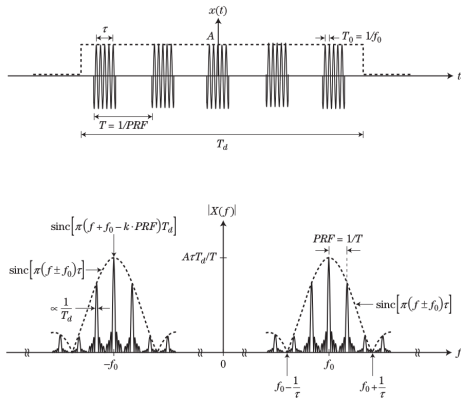 x(t)
τ
A
T₀ = 1/f₀
t
T = 1/PRF
T_d
|X(f)|
sinc[π(f + f₀ − k · PRF)T_d]
AτT_d/T
PRF = 1/T
sinc[π(f ± f₀)τ]
sinc[π(f ± f₀)τ]
∝ 1/T_d
−f₀
0
f₀
f
f₀ − 1/τ
f₀ + 1/τ